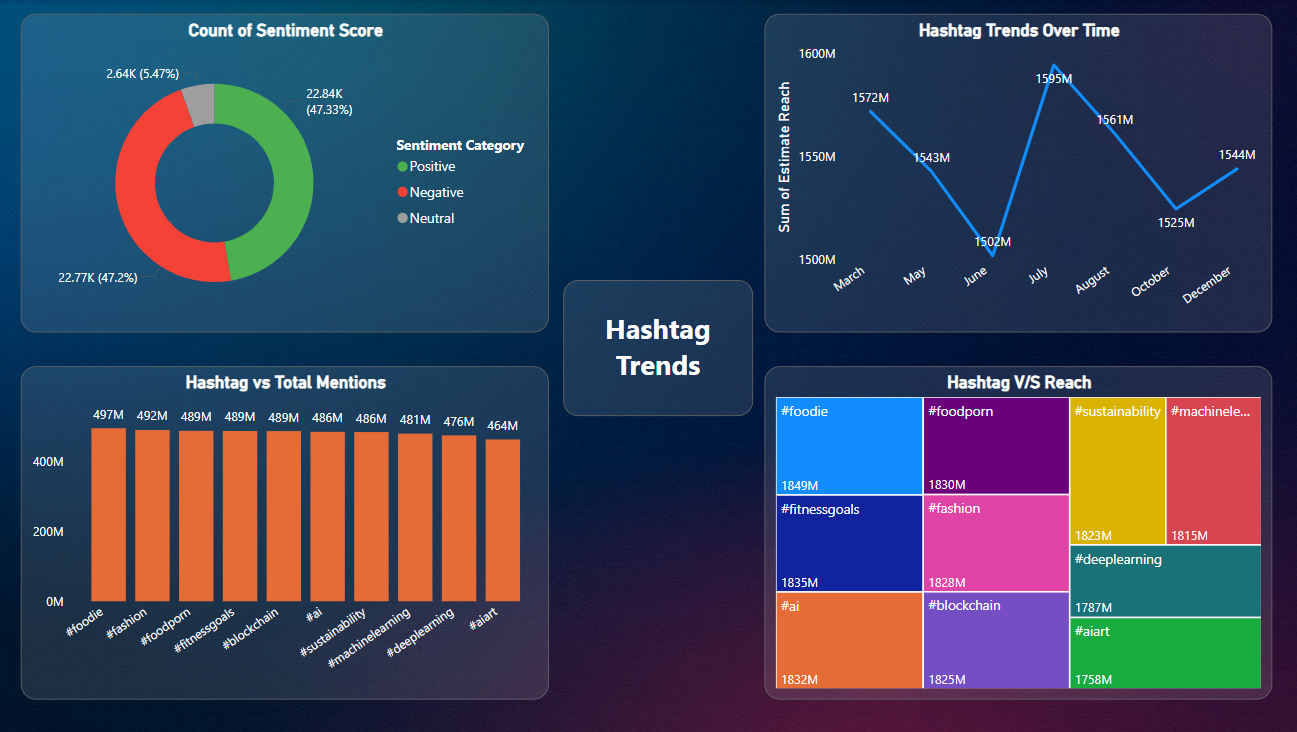 Count of Sentiment Score
2.64K (5.47%)
22.84K
(47.33%)
22.77K (47.2%)
Sentiment Category
Positive
Negative
Neutral
Hashtag Trends Over Time
Sum of Estimate Reach
1600M
1550M
1500M
1572M
1543M
1502M
1595M
1561M
1525M
1544M
March
May
June
July
August
October
December
Hashtag
Trends
Hashtag vs Total Mentions
497M
492M
489M
489M
489M
486M
486M
481M
476M
464M
400M
200M
0M
#foodie
#fashion
#foodporn
#fitnessgoals
#blockchain
#ai
#sustainability
#machinelearning
#deeplearning
#aiart
Hashtag V/S Reach
#foodie
1849M
#fitnessgoals
1835M
#ai
1832M
#foodporn
1830M
#fashion
1828M
#blockchain
1825M
#sustainability
1823M
#machinele...
1815M
#deeplearning
1787M
#aiart
1758M